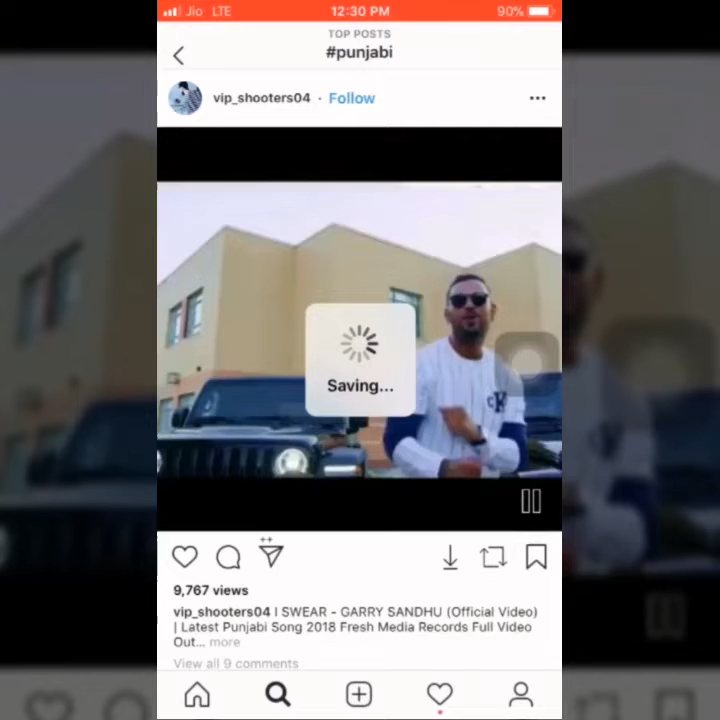 Jio LTE 12:30 PM 90%
TOP POSTS
#punjabi
vip_shooters04 · Follow
Saving...
9,767 views
vip_shooters04 I SWEAR - GARRY SANDHU (Official Video)
| Latest Punjabi Song 2018 Fresh Media Records Full Video
Out... more
View all 9 comments